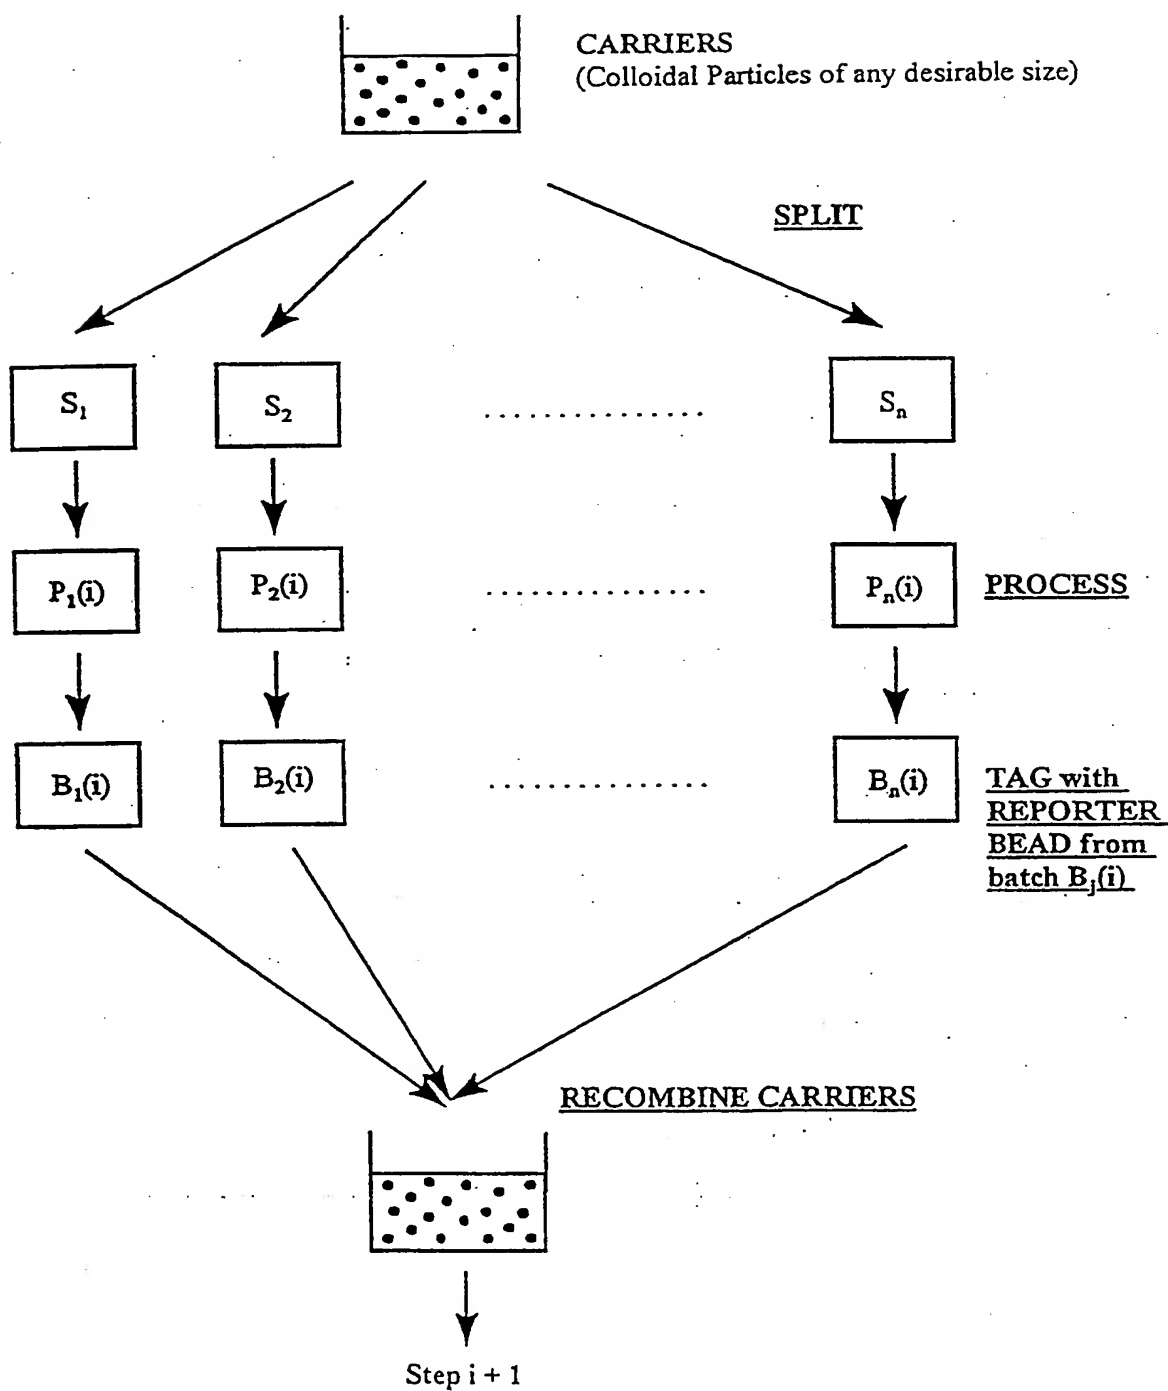 CARRIERS
(Colloidal Particles of any desirable size)
SPLIT
S₁ S₂ .............. Sₙ
P₁(i) P₂(i) .............. Pₙ(i) PROCESS
B₁(i) B₂(i) .............. Bₙ(i) TAG with
REPORTER
BEAD from
batch Bⱼ(i)
RECOMBINE CARRIERS
Step i + 1